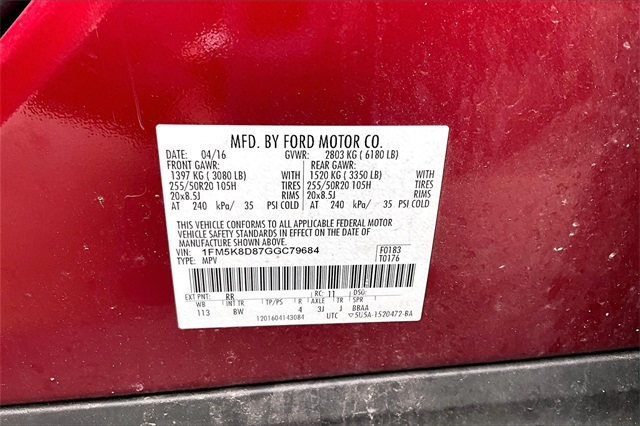 MFD. BY FORD MOTOR CO.
DATE: 04/16 GVWR: 2803 KG ( 6180 LB)
FRONT GAWR: REAR GAWR:
1397 KG ( 3080 LB) WITH 1520 KG ( 3350 LB) WITH
255/50R20 105H TIRES 255/50R20 105H TIRES
20x8.5J RIMS 20x8.5J RIMS
AT 240 kPa/ 35 PSI COLD AT 240 kPa/ 35 PSI COLD
THIS VEHICLE CONFORMS TO ALL APPLICABLE FEDERAL MOTOR
VEHICLE SAFETY STANDARDS IN EFFECT ON THE DATE OF
MANUFACTURE SHOWN ABOVE.
VIN: 1FM5K8D87GGC79684 F0183
TYPE: MPV T0176
EXT PNT: RR RC: 11 DSO:
WB INT TR TP/PS R AXLE TR SPR
113 BW 4 3J J BBAA
1201604143084 UTC 5U5A-1520472-BA